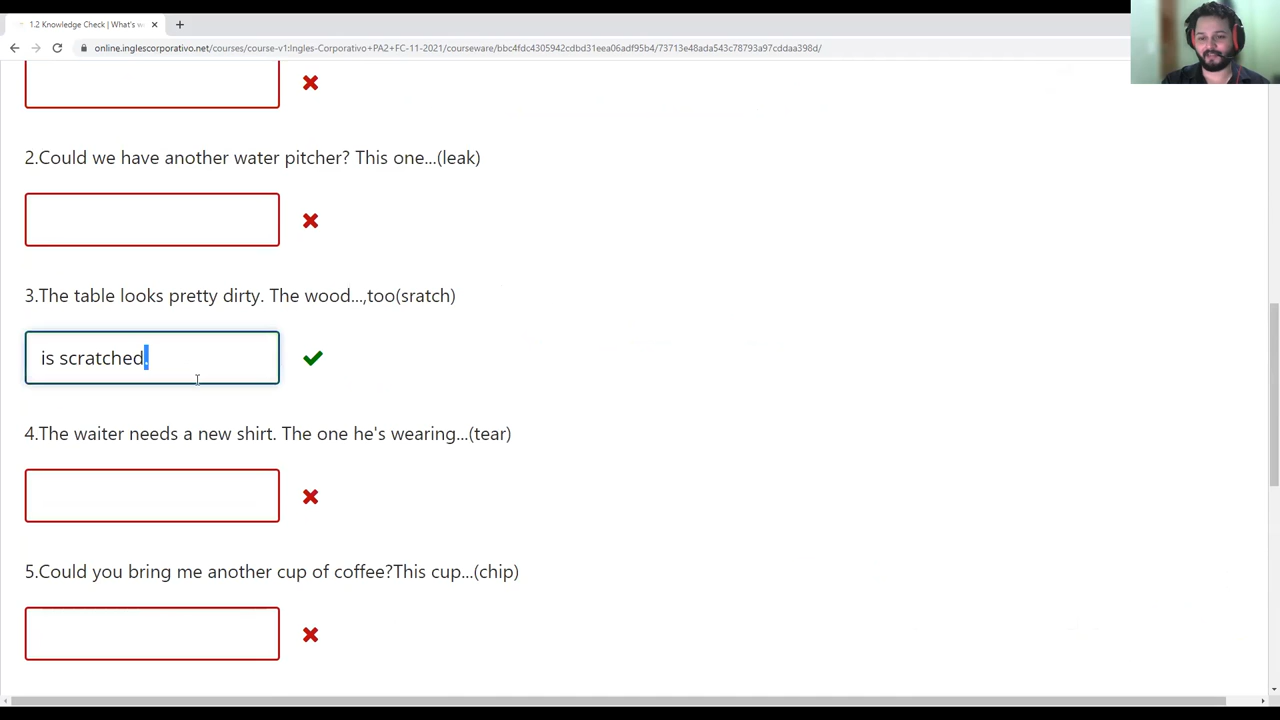 1.2 Knowledge Check | What's w
online.inglescorporativo.net/courses/course-v1:Ingles-Corporativo+PA2+FC-11-2021/courseware/bbc4fdc4305942cdbd31eea06adf95b4/73713e48ada543c78793a97cddaa398d/
2.Could we have another water pitcher? This one...(leak)
3.The table looks pretty dirty. The wood...,too(sratch)
is scratched.
4.The waiter needs a new shirt. The one he's wearing...(tear)
5.Could you bring me another cup of coffee?This cup...(chip)